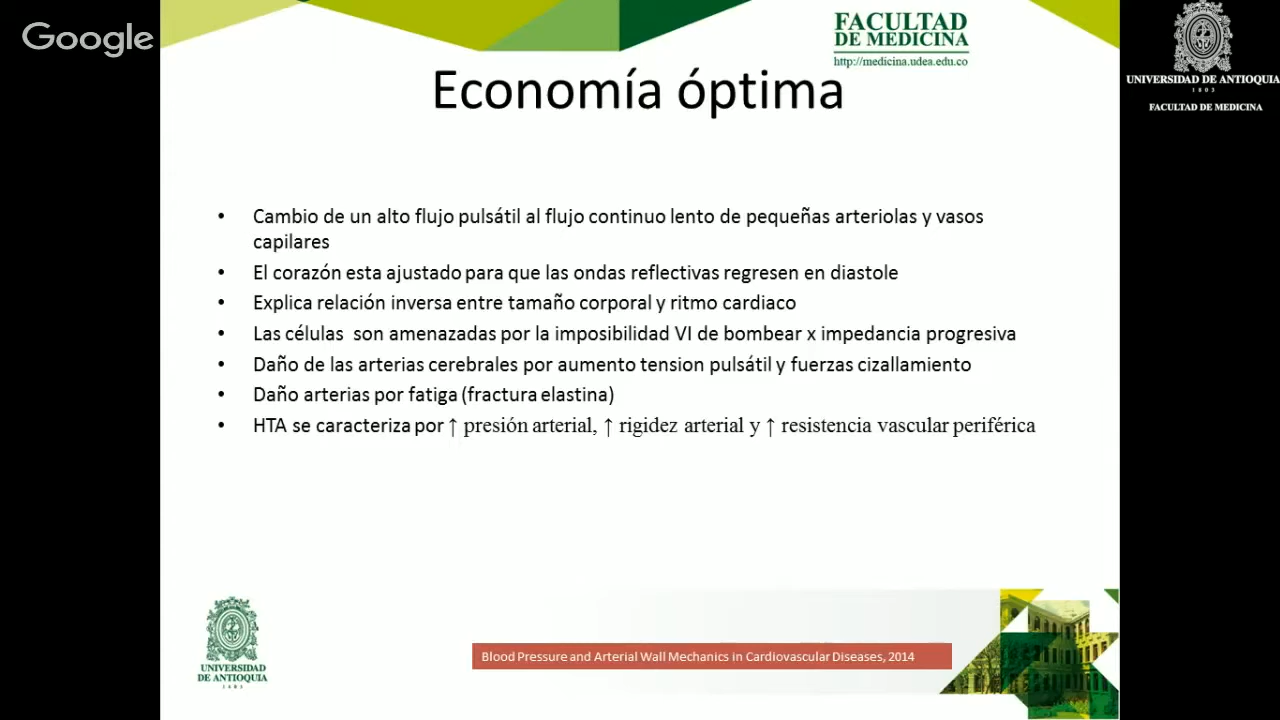 Google
FACULTAD
DE MEDICINA
http://medicina.udea.edu.co
UNIVERSIDAD DE ANTIOQUIA
1803
FACULTAD DE MEDICINA
Economía óptima
• Cambio de un alto flujo pulsátil al flujo continuo lento de pequeñas arteriolas y vasos
capilares
• El corazón esta ajustado para que las ondas reflectivas regresen en diastole
• Explica relación inversa entre tamaño corporal y ritmo cardiaco
• Las células son amenazadas por la imposibilidad VI de bombear x impedancia progresiva
• Daño de las arterias cerebrales por aumento tension pulsátil y fuerzas cizallamiento
• Daño arterias por fatiga (fractura elastina)
• HTA se caracteriza por ↑ presión arterial, ↑ rigidez arterial y ↑ resistencia vascular periférica
UNIVERSIDAD
DE ANTIOQUIA
1803
Blood Pressure and Arterial Wall Mechanics in Cardiovascular Diseases, 2014